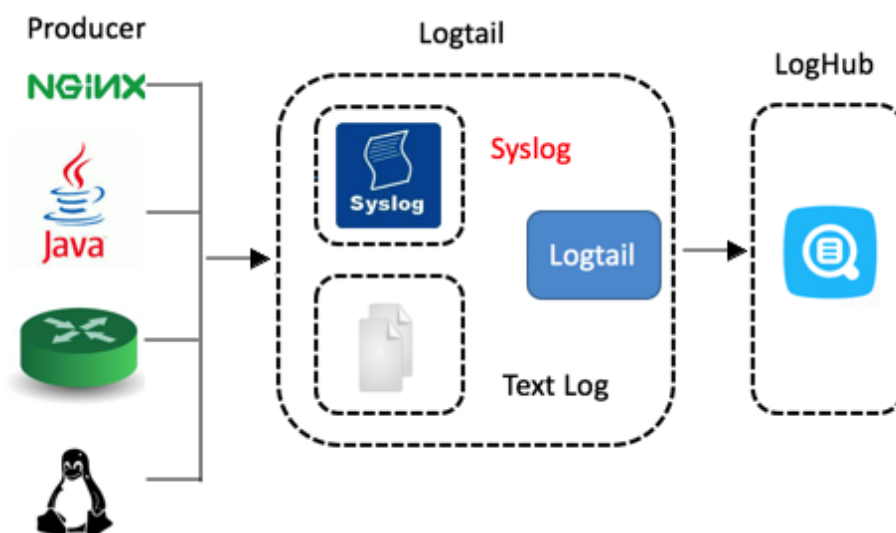 Producer
Logtail
LogHub
NGINX
Syslog
Syslog
Java
Logtail
Text Log